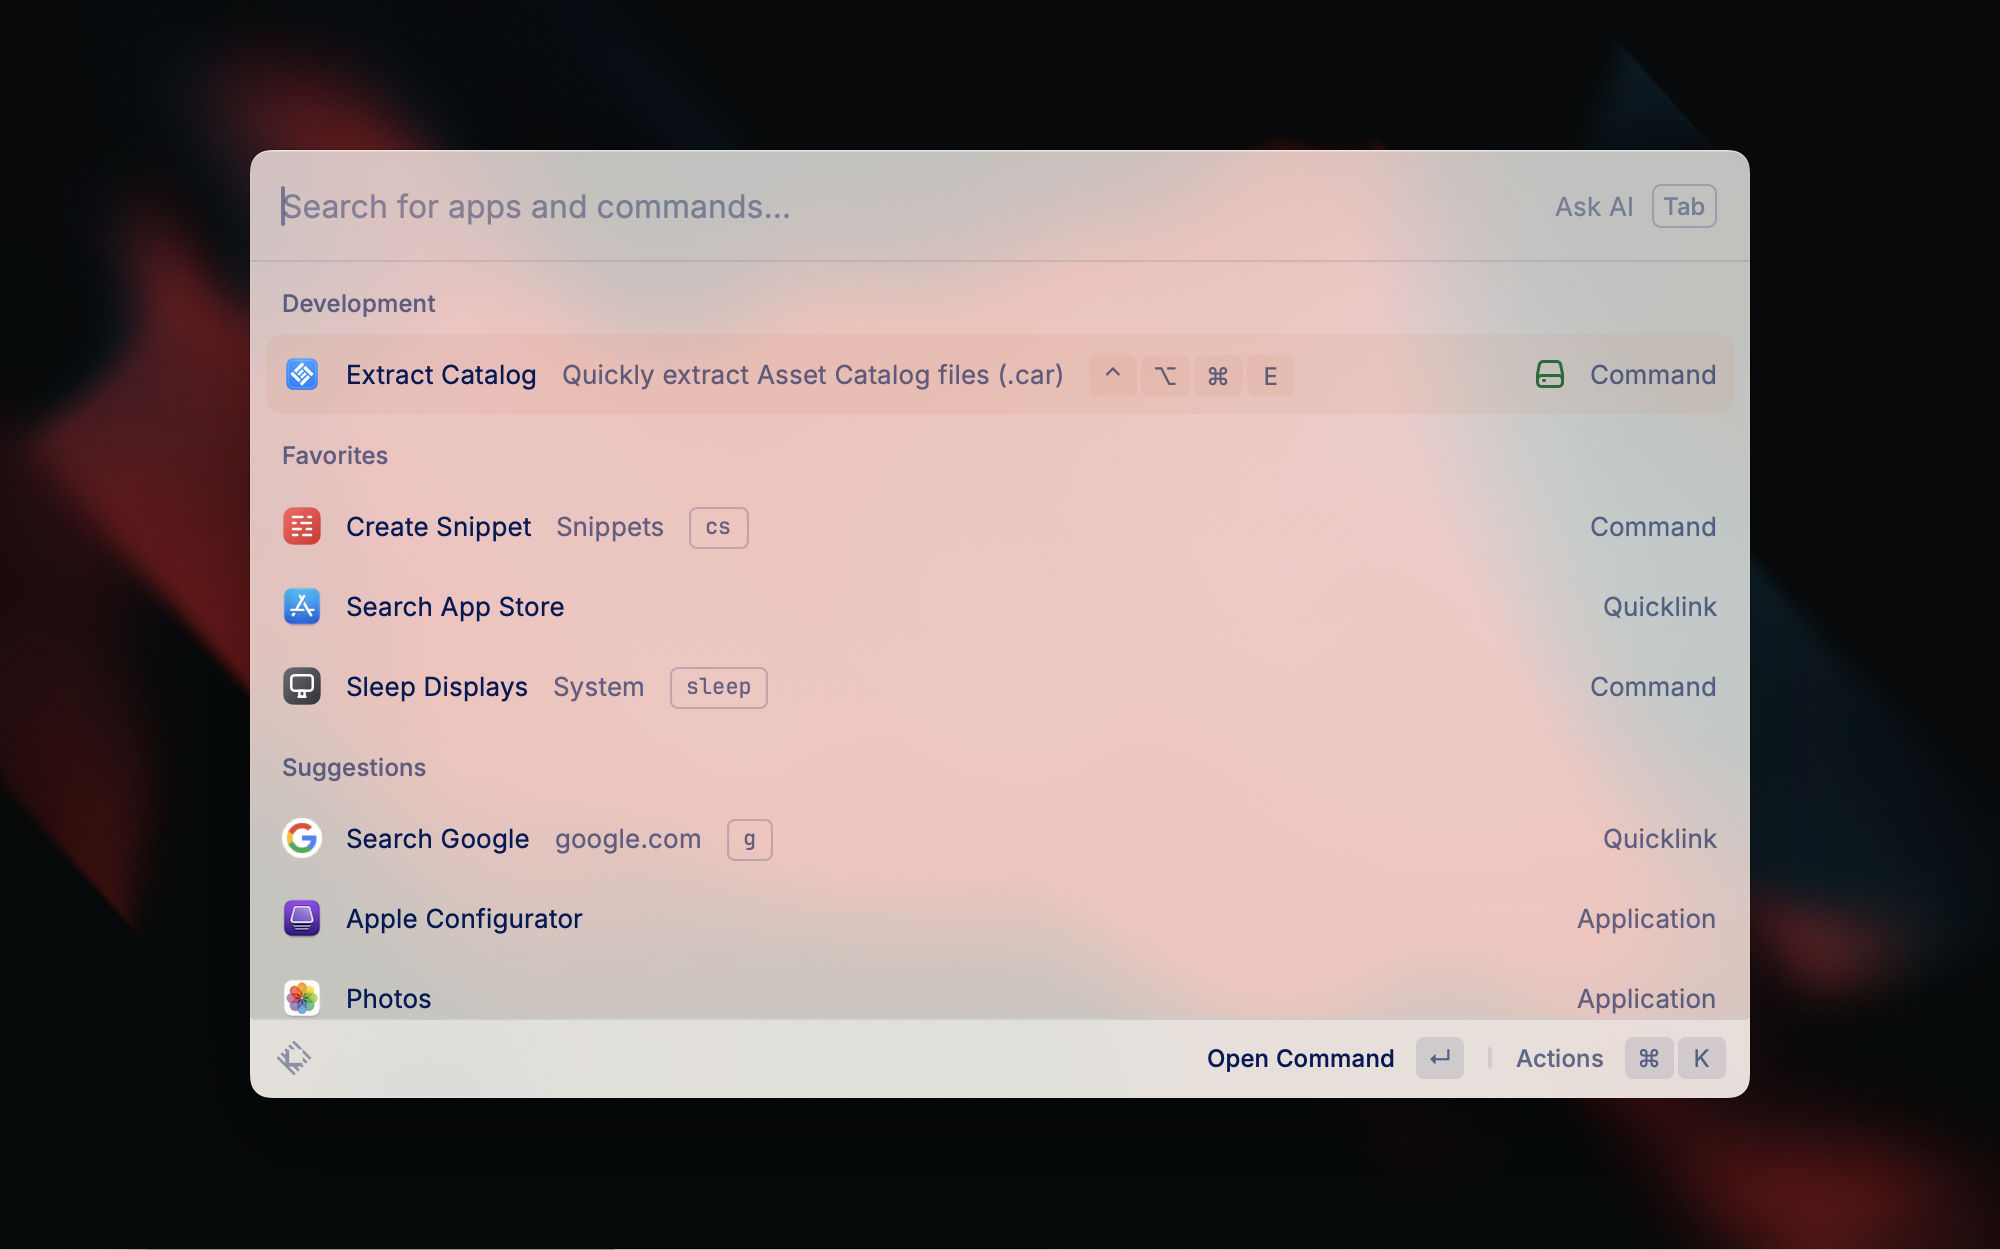 Search for apps and commands... Ask AI Tab
Development
Extract Catalog Quickly extract Asset Catalog files (.car) ^ ⌥ ⌘ E Command
Favorites
Create Snippet Snippets cs Command
Search App Store Quicklink
Sleep Displays System sleep Command
Suggestions
Search Google google.com g Quicklink
Apple Configurator Application
Photos Application
Open Command ↵ Actions ⌘ K